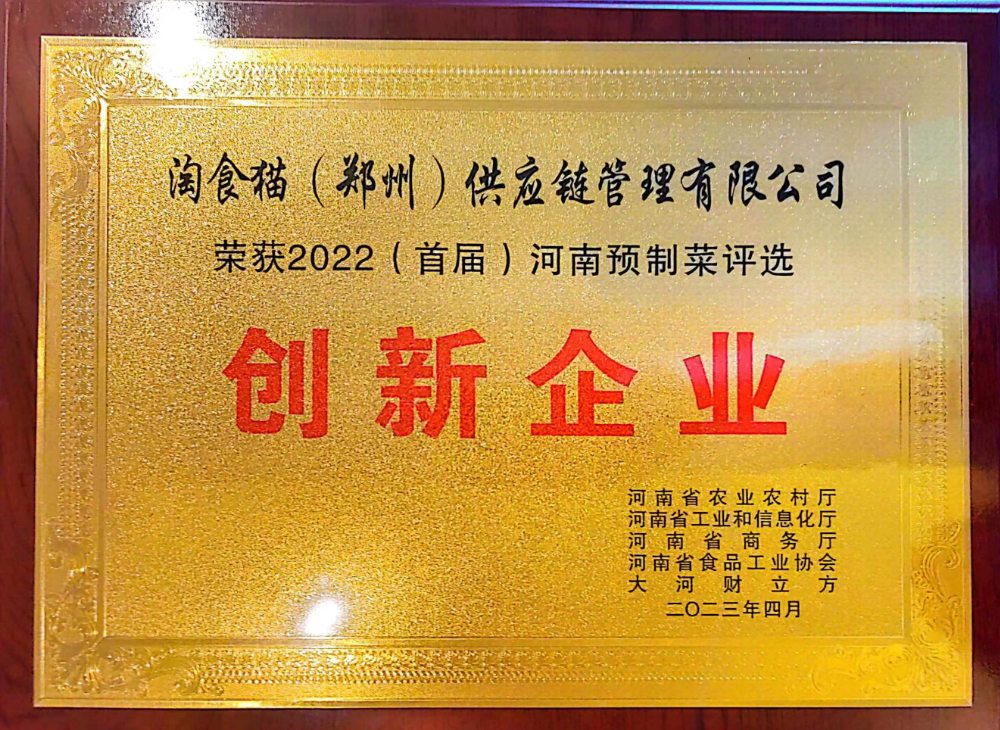 淘食猫（郑州）供应链管理有限公司
荣获2022（首届）河南预制菜评选
创新企业
河南省农业农村厅
河南省工业和信息化厅
河南省商务厅
河南省食品工业协会
大河财立方
二〇二三年四月